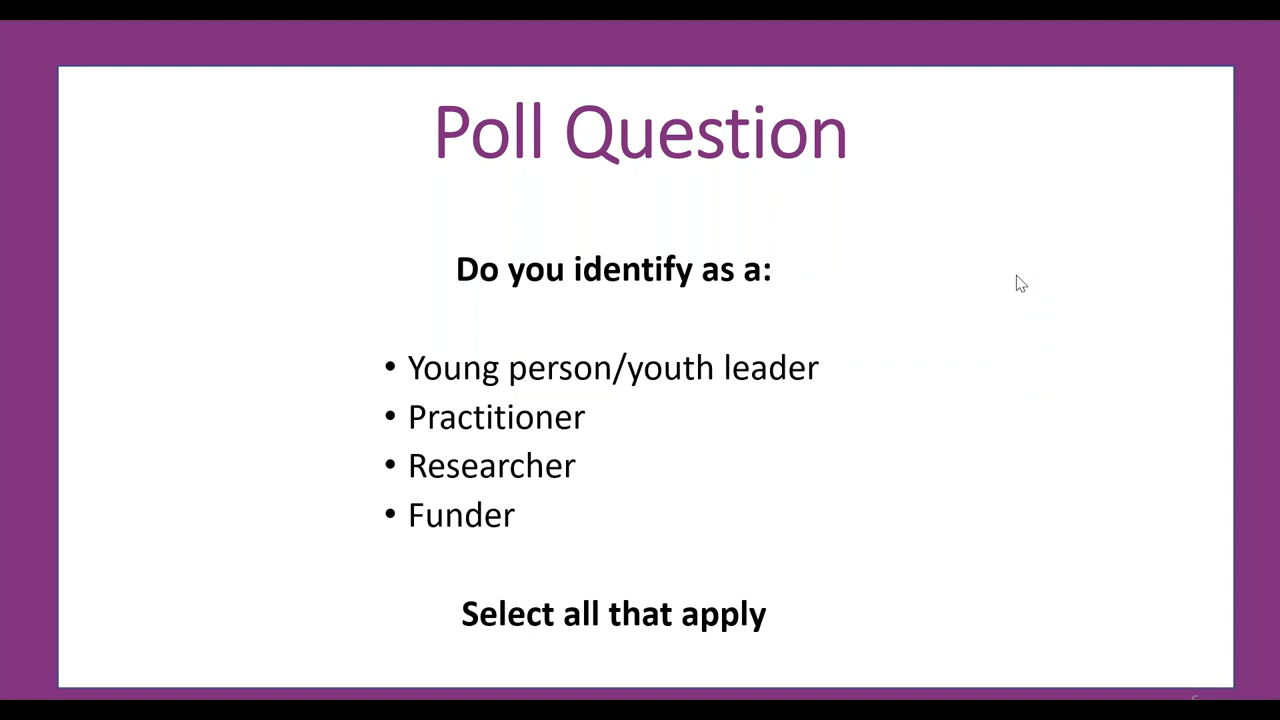 Poll Question
Do you identify as a:
• Young person/youth leader
• Practitioner
• Researcher
• Funder
Select all that apply